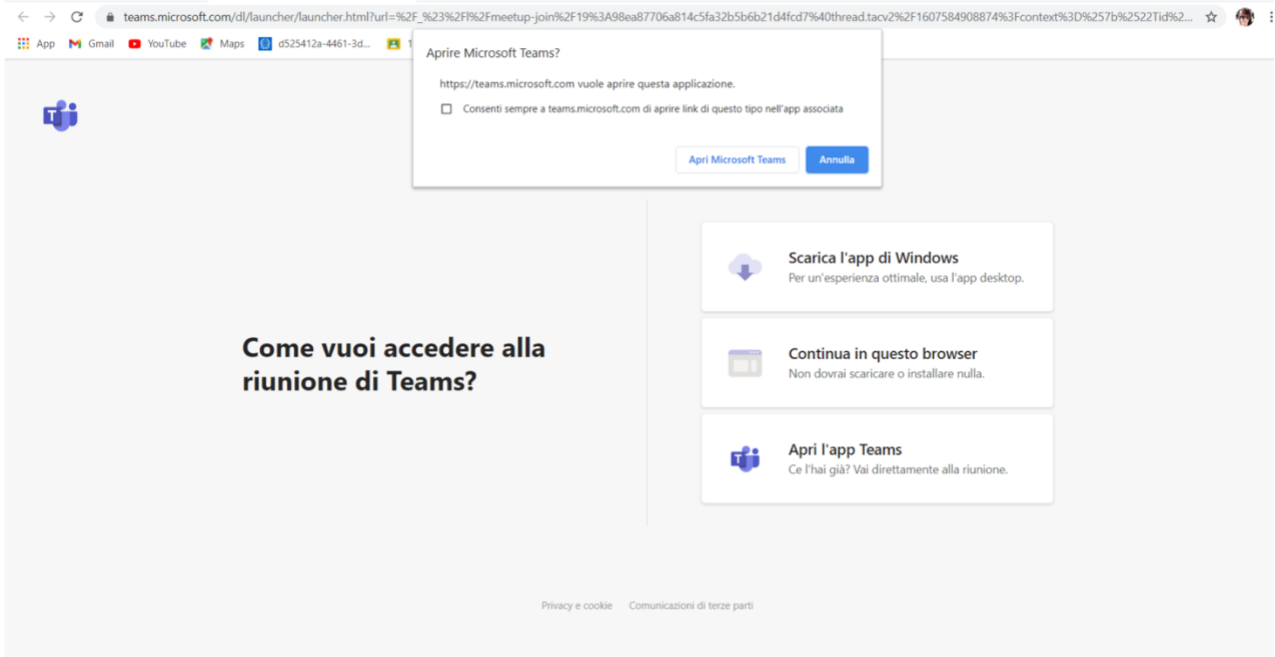 teams.microsoft.com/dl/launcher/launcher.html?url=%2F_%23%2Fl%2Fmeetup-join%2F19%3A98ea87706a814c5fa32b5b6b21d4fcd7%40thread.tacv2%2F1607584908874%3Fcontext%3D%257b%2522Tid%2...
App Gmail YouTube Maps d525412a-4461-3d... 1
Aprire Microsoft Teams?
https://teams.microsoft.com vuole aprire questa applicazione.
Consenti sempre a teams.microsoft.com di aprire link di questo tipo nell'app associata
Apri Microsoft Teams Annulla
Come vuoi accedere alla
riunione di Teams?
Scarica l'app di Windows
Per un'esperienza ottimale, usa l'app desktop.
Continua in questo browser
Non dovrai scaricare o installare nulla.
Apri l'app Teams
Ce l'hai già? Vai direttamente alla riunione.
Privacy e cookie Comunicazioni di terze parti